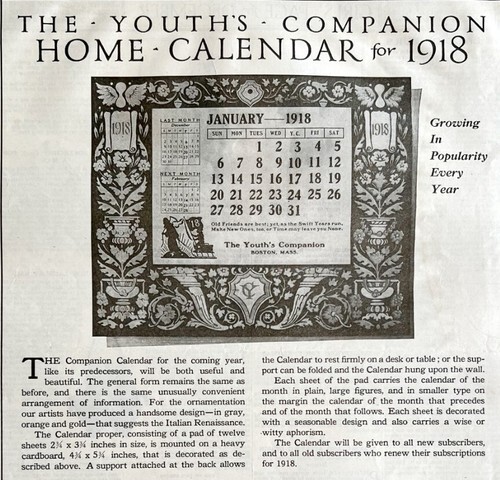 THE - YOUTH'S - COMPANION
HOME - CALENDAR for 1918
1918
LAST MONTH
December
NEXT MONTH
February
JANUARY—1918
SUN. MON TUES WED Y.C. FRI SAT
1 2 3 4 5
6 7 8 9 10 11 12
13 14 15 16 17 18 19
20 21 22 23 24 25 26
27 28 29 30 31
Old Friends are best; yet, as the Swift Years run,
Make New Ones, too, or Time may leave you None.
The Youth's Companion
BOSTON, MASS.
1918
YC
Growing
In
Popularity
Every
Year
THE Companion Calendar for the coming year,
like its predecessors, will be both useful and
beautiful. The general form remains the same as
before, and there is the same unusually convenient
arrangement of information. For the ornamentation
our artists have produced a handsome design—in gray,
orange and gold—that suggests the Italian Renaissance.
The Calendar proper, consisting of a pad of twelve
sheets 2¾ x 3¾ inches in size, is mounted on a heavy
cardboard, 4¾ x 5¾ inches, that is decorated as de-
scribed above. A support attached at the back allows
the Calendar to rest firmly on a desk or table; or the sup-
port can be folded and the Calendar hung upon the wall.
Each sheet of the pad carries the calendar of the
month in plain, large figures, and in smaller type on
the margin the calendar of the month that precedes
and of the month that follows. Each sheet is decorated
with a seasonable design and also carries a wise or
witty aphorism.
The Calendar will be given to all new subscribers,
and to all old subscribers who renew their subscriptions
for 1918.